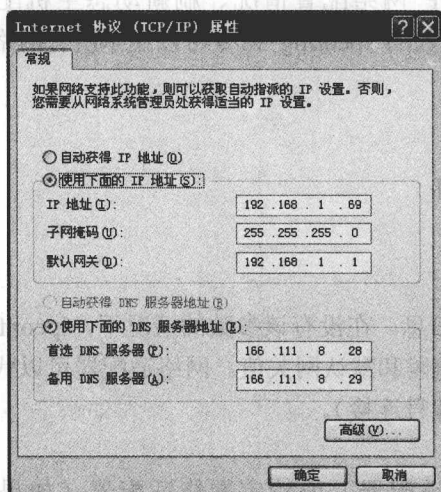 Internet 协议 (TCP/IP) 属性
常规
如果网络支持此功能，则可以获取自动指派的 IP 设置。否则，
您需要从网络系统管理员处获得适当的 IP 设置。
自动获得 IP 地址(O)
使用下面的 IP 地址(S):
IP 地址(I): 192 .168 . 1 . 69
子网掩码(U): 255 .255 .255 . 0
默认网关(D): 192 .168 . 1 . 1
自动获得 DNS 服务器地址(B)
使用下面的 DNS 服务器地址(E):
首选 DNS 服务器(P): 166 .111 . 8 . 28
备用 DNS 服务器(A): 166 .111 . 8 . 29
高级(V)...
确定 取消